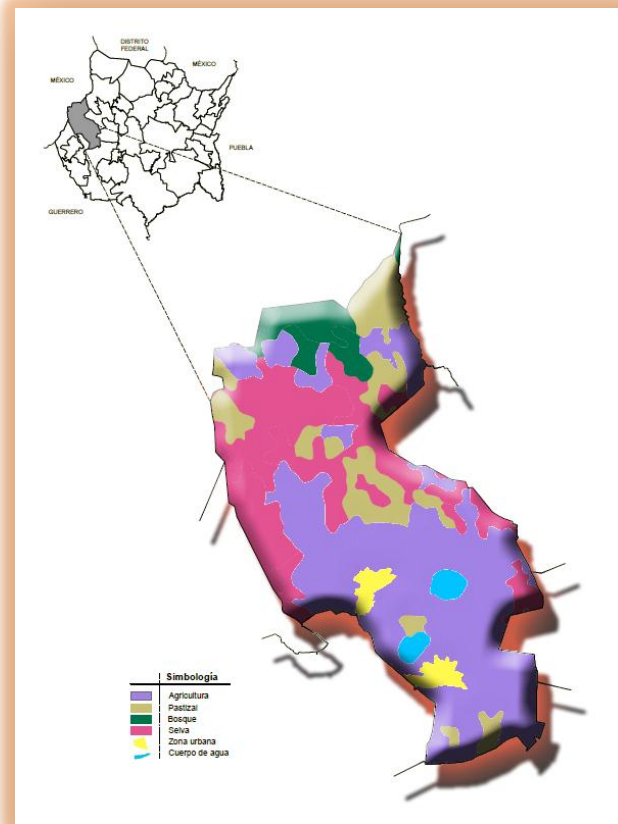 DISTRITO
FEDERAL
MÉXICO
MÉXICO
PUEBLA
GUERRERO
Simbología
Agricultura
Pastizal
Bosque
Selva
Zona urbana
Cuerpo de agua